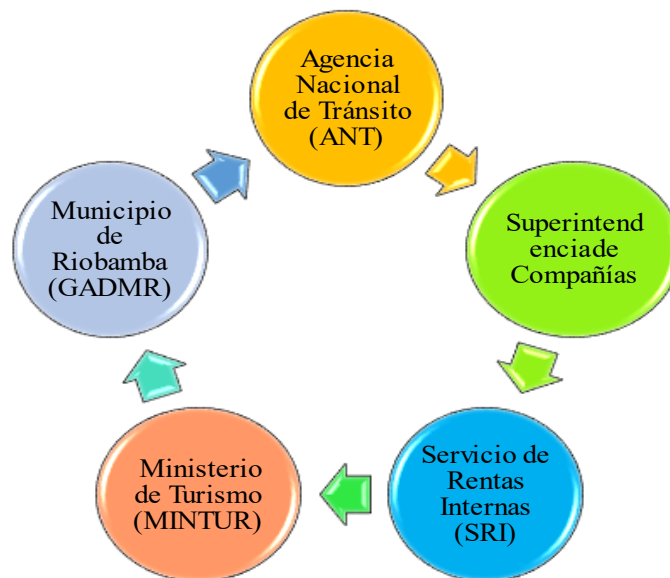 Agencia
Nacional
de Tránsito
(ANT)
Superintend
enciade
Compañías
Servicio de
Rentas
Internas
(SRI)
Ministerio
de Turismo
(MINTUR)
Municipio
de
Riobamba
(GADMR)